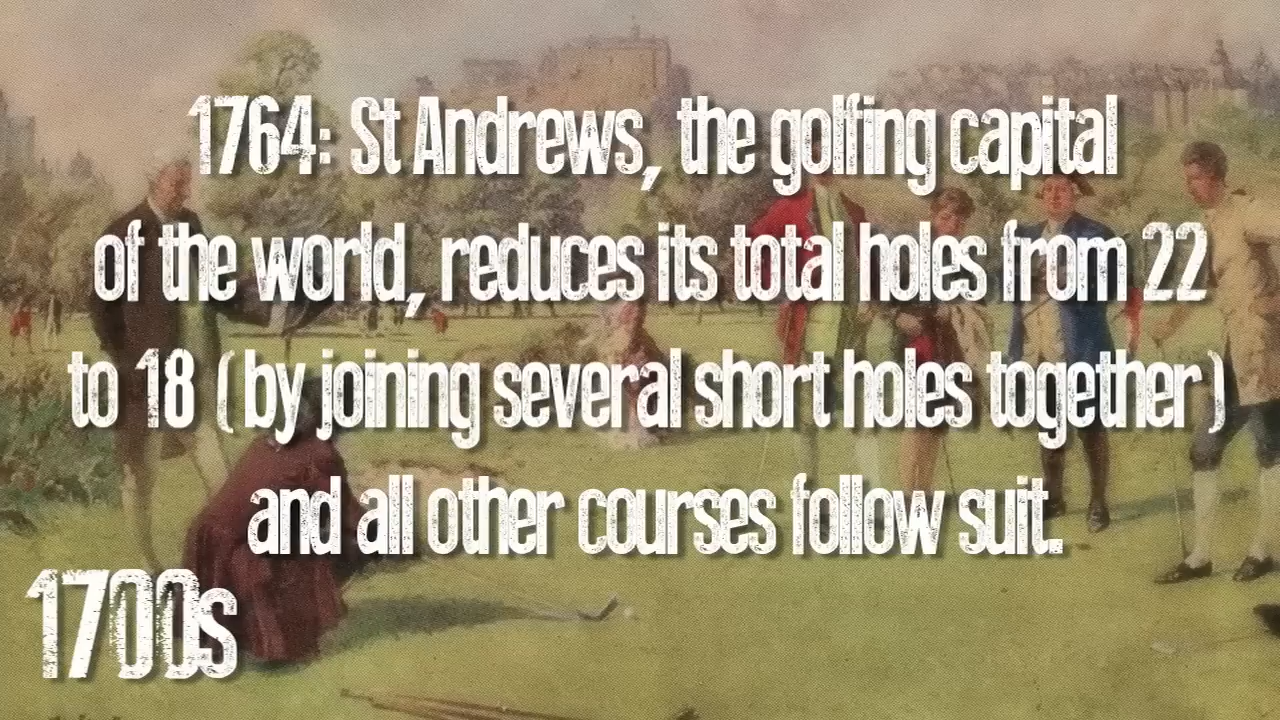 1764: St Andrews, the golfing capital
of the world, reduces its total holes from 22
to 18 ( by joining several short holes together )
and all other courses follow suit.
1700s